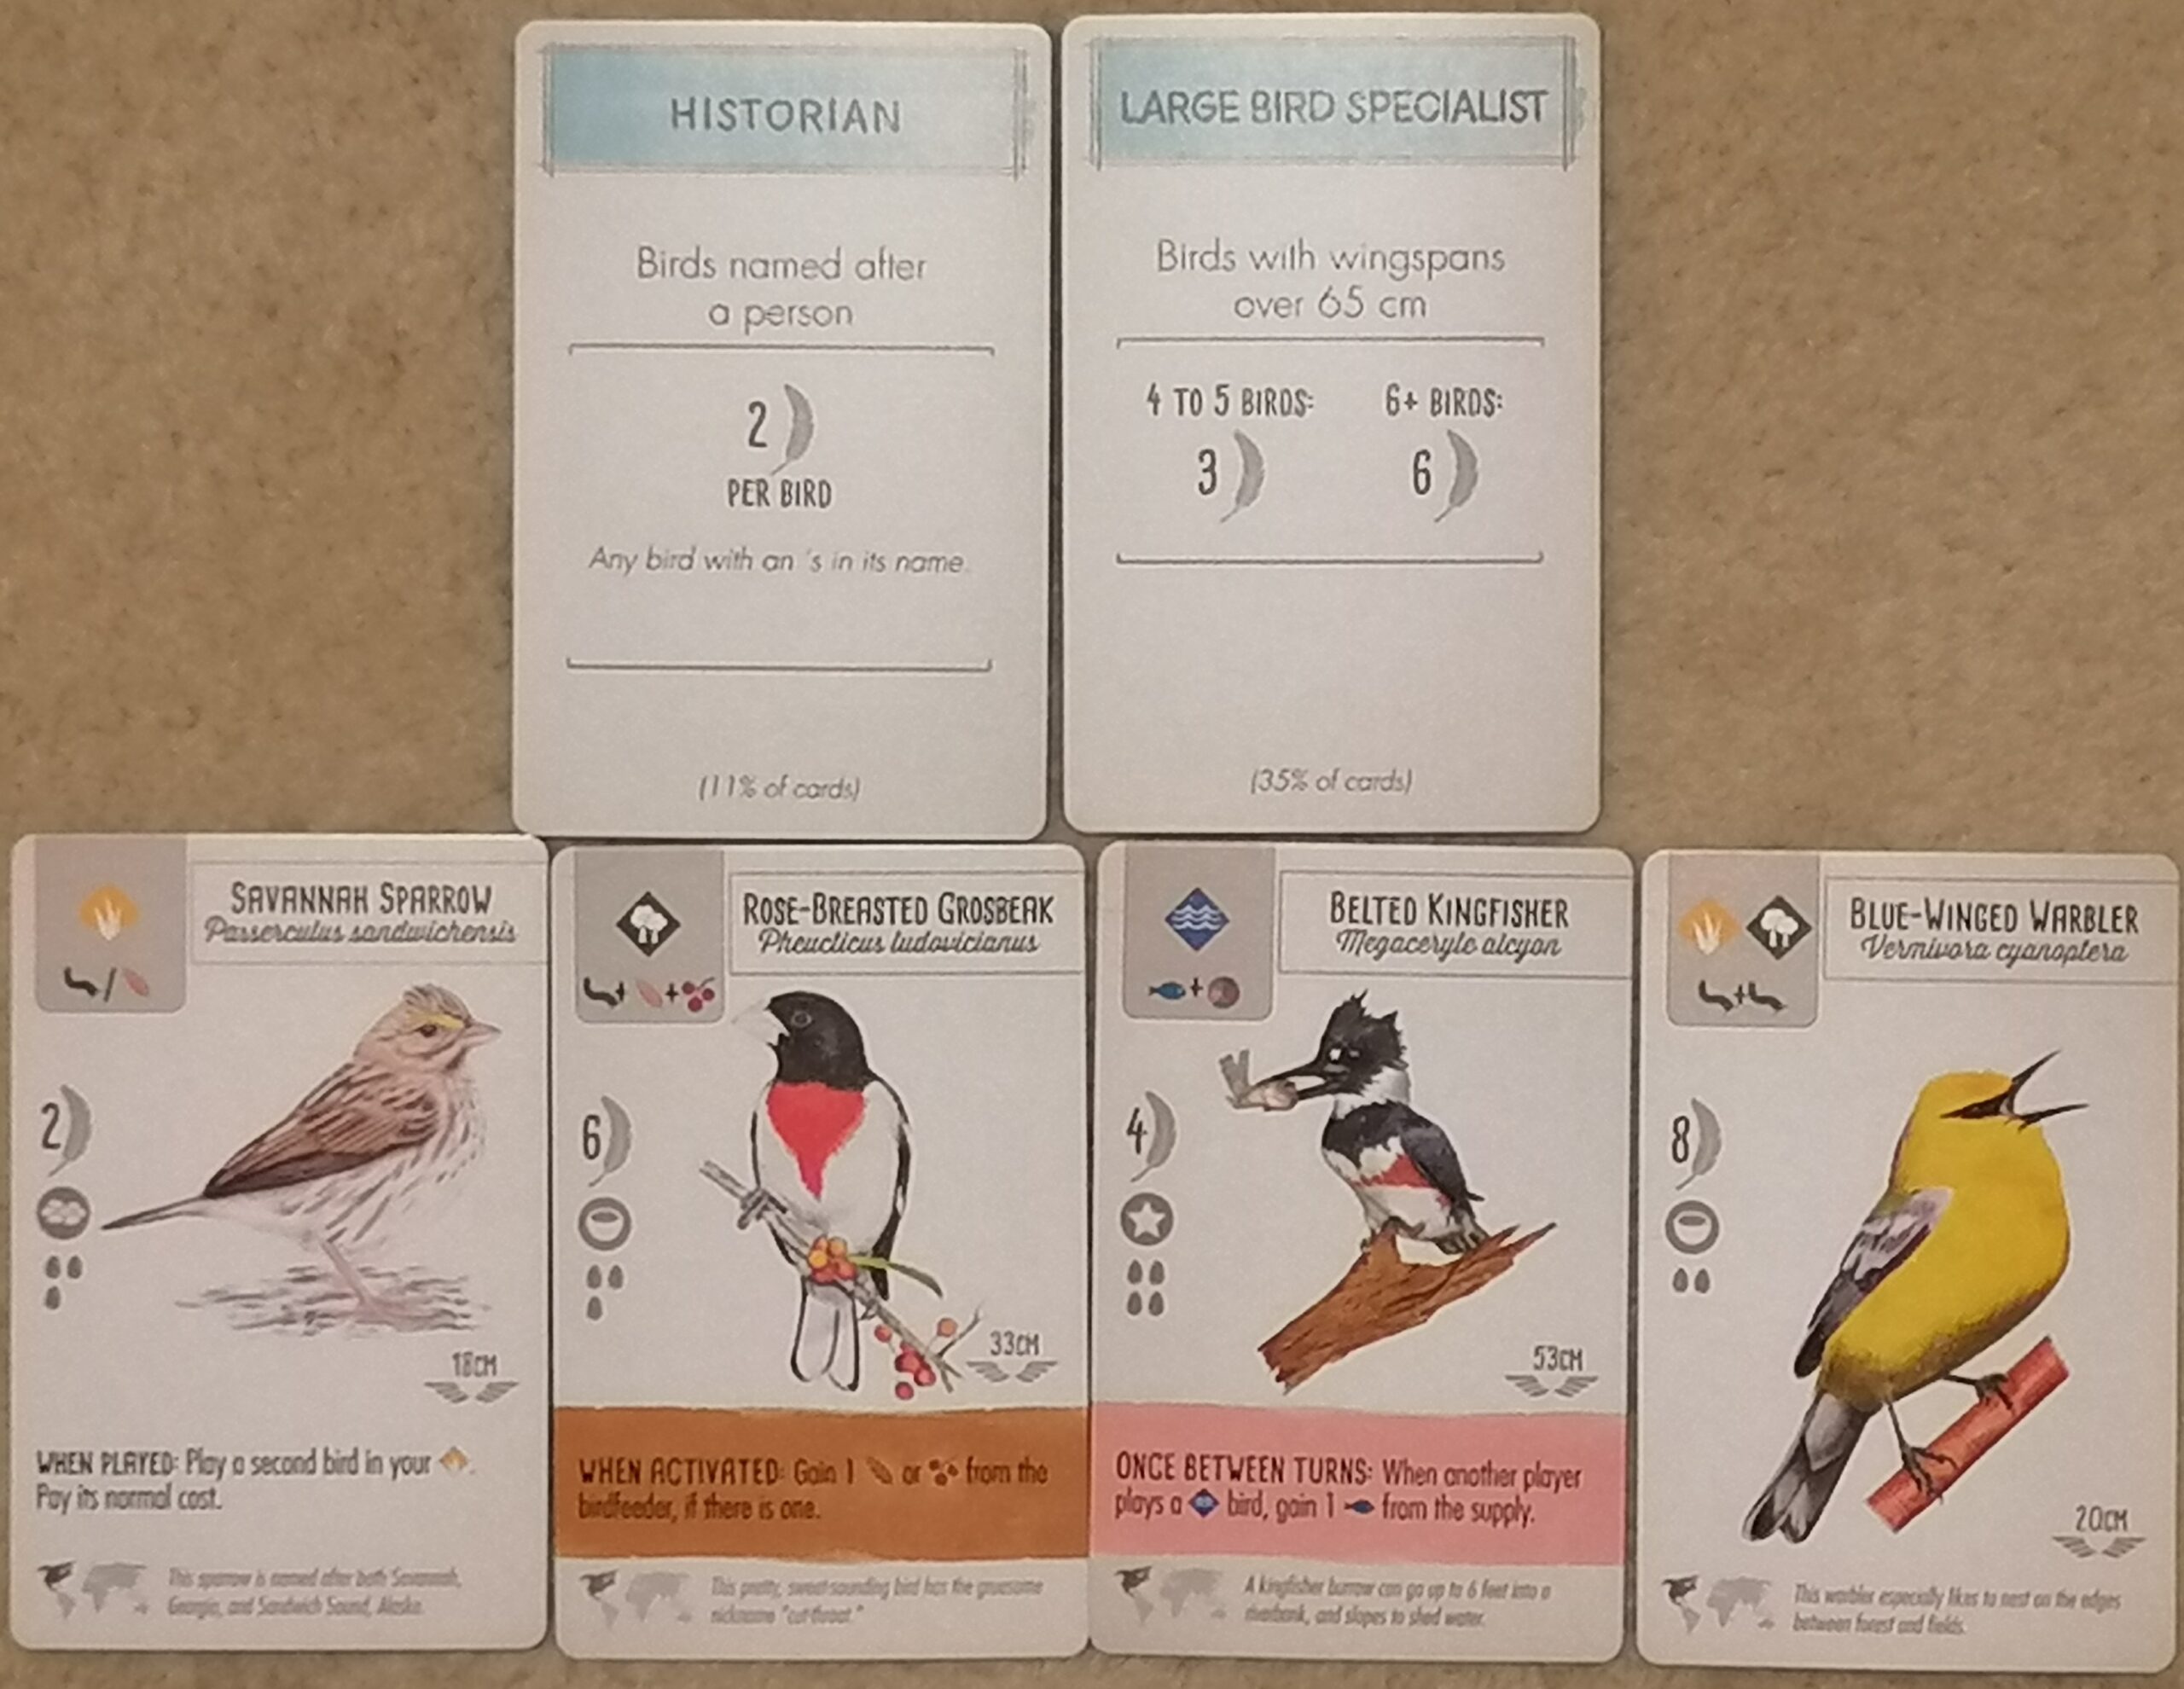 HISTORIAN
Birds named after
a person
2
PER BIRD
Any bird with an 's in its name.
(11% of cards)
LARGE BIRD SPECIALIST
Birds with wingspans
over 65 cm
4 TO 5 BIRDS: 6+ BIRDS:
3 6
(35% of cards)
SAVANNAH SPARROW
Passerculus sandwichensis
/
2
18CM
WHEN PLAYED: Play a second bird in your .
Pay its normal cost.
This sparrow is named after both Savannah,
Georgia, and Sandwich Sound, Alaska.
ROSE-BREASTED GROSBEAK
Pheucticus ludovicianus
+ +
6
33CM
WHEN ACTIVATED: Gain 1 or from the
birdfeeder, if there is one.
This pretty, sweet-sounding bird has the gruesome
nickname "cut-throat."
BELTED KINGFISHER
Megaceryle alcyon
+
4
53CM
ONCE BETWEEN TURNS: When another player
plays a bird, gain 1 from the supply.
A kingfisher burrow can go up to 6 feet into a
riverbank, and slopes to shed water.
BLUE-WINGED WARBLER
Vermivora cyanoptera
+
8
20CM
This warbler especially likes to nest on the edges
between forest and fields.